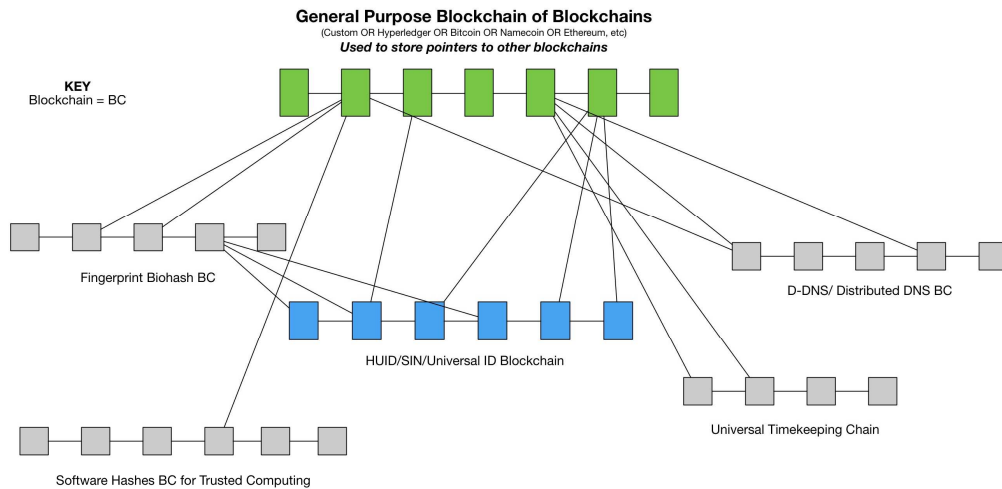 General Purpose Blockchain of Blockchains
(Custom OR Hyperledger OR Bitcoin OR Namecoin OR Ethereum, etc)
Used to store pointers to other blockchains
KEY
Blockchain = BC
Fingerprint Biohash BC
D-DNS/ Distributed DNS BC
HUID/SIN/Universal ID Blockchain
Universal Timekeeping Chain
Software Hashes BC for Trusted Computing